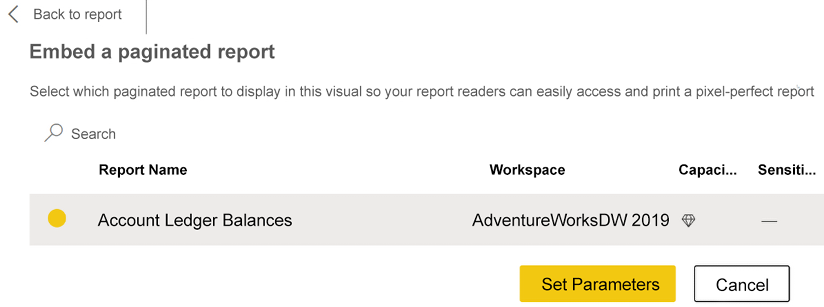 Back to report
Embed a paginated report
Select which paginated report to display in this visual so your report readers can easily access and print a pixel-perfect report
Search
Report Name Workspace Capaci... Sensiti...
Account Ledger Balances AdventureWorksDW 2019 —
Set Parameters Cancel